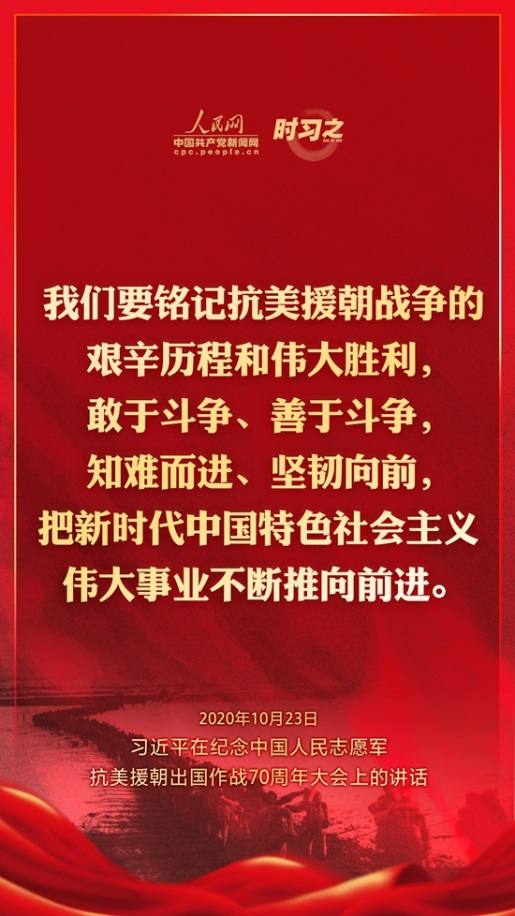 人民网
中国共产党新闻网
cpc.people.cn
时习之
我们要铭记抗美援朝战争的
艰辛历程和伟大胜利，
敢于斗争、善于斗争，
知难而进、坚韧向前，
把新时代中国特色社会主义
伟大事业不断推向前进。
2020年10月23日
习近平在纪念中国人民志愿军
抗美援朝出国作战70周年大会上的讲话